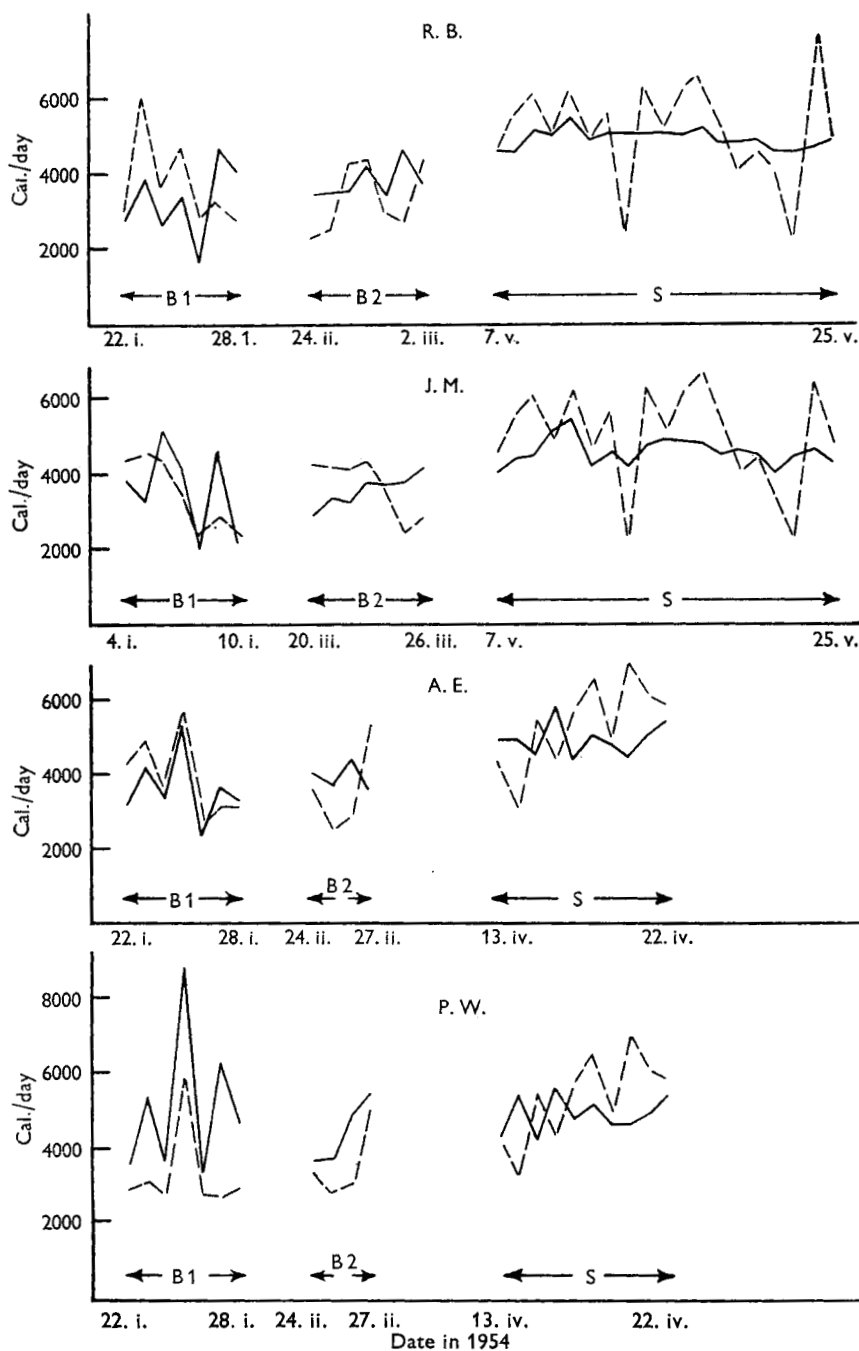 R. B.
Cal./day
6000
4000
2000
B 1
B 2
S
22. i.
28. 1.
24. ii.
2. iii.
7. v.
25. v.
J. M.
Cal./day
6000
4000
2000
B 1
B 2
S
4. i.
10. i.
20. iii.
26. iii.
7. v.
25. v.
A. E.
Cal./day
6000
4000
2000
B 1
B 2
S
22. i.
28. i.
24. ii.
27. ii.
13. iv.
22. iv.
P. W.
Cal./day
8000
6000
4000
2000
B 1
B 2
S
22. i.
28. i.
24. ii.
27. ii.
13. iv.
22. iv.
Date in 1954